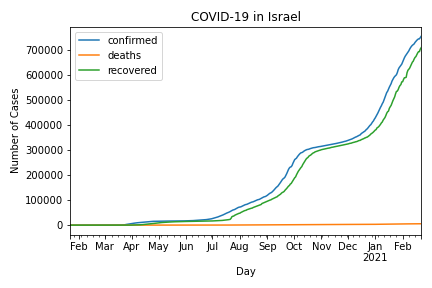 COVID-19 in Israel
confirmed
deaths
recovered
700000
600000
500000
400000
300000
200000
100000
0
Number of Cases
Feb Mar Apr May Jun Jul Aug Sep Oct Nov Dec Jan Feb
2021
Day